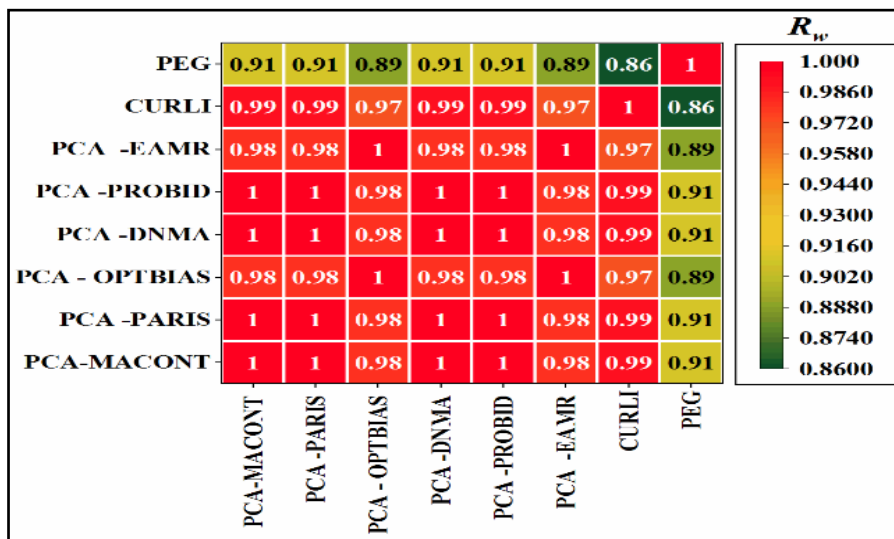 R_w
PEG 0.91 0.91 0.89 0.91 0.91 0.89 0.86 1
CURLI 0.99 0.99 0.97 0.99 0.99 0.97 1 0.86
PCA -EAMR 0.98 0.98 1 0.98 0.98 1 0.97 0.89
PCA -PROBID 1 1 0.98 1 1 0.98 0.99 0.91
PCA -DNMA 1 1 0.98 1 1 0.98 0.99 0.91
PCA - OPTBIAS 0.98 0.98 1 0.98 0.98 1 0.97 0.89
PCA -PARIS 1 1 0.98 1 1 0.98 0.99 0.91
PCA-MACONT 1 1 0.98 1 1 0.98 0.99 0.91
PCA-MACONT
PCA -PARIS
PCA - OPTBIAS
PCA -DNMA
PCA -PROBID
PCA -EAMR
CURLI
PEG
1.000
0.9860
0.9720
0.9580
0.9440
0.9300
0.9160
0.9020
0.8880
0.8740
0.8600